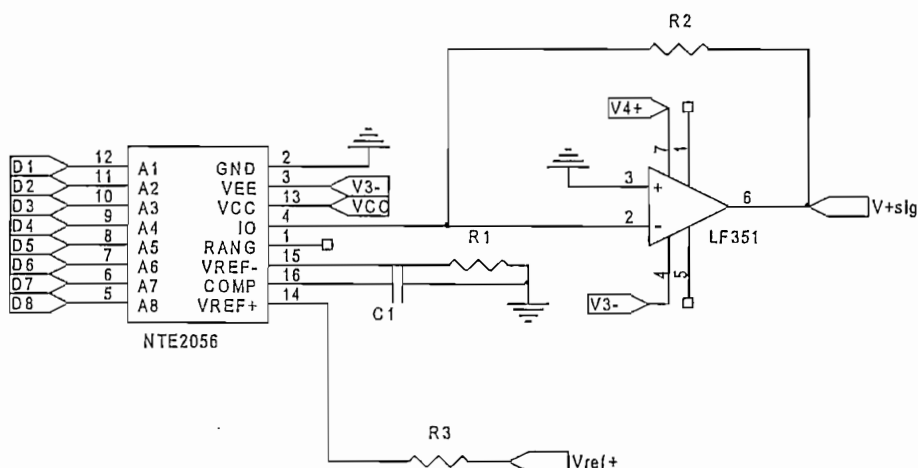 R2
V4+
7
1
D1 12 A1 GND 2
D2 11 A2 VEE 3 V3-
D3 10 A3 VCC 13 VCC
D4 9 A4 IO 4
D5 8 A5 RANG 1
D6 7 A6 VREF- 15
D7 6 A7 COMP 16
D8 5 A8 VREF+ 14
NTE2056
R1
C1
3 +
2 -
6
V+sig
LF351
4
5
V3-
R3
Vref+